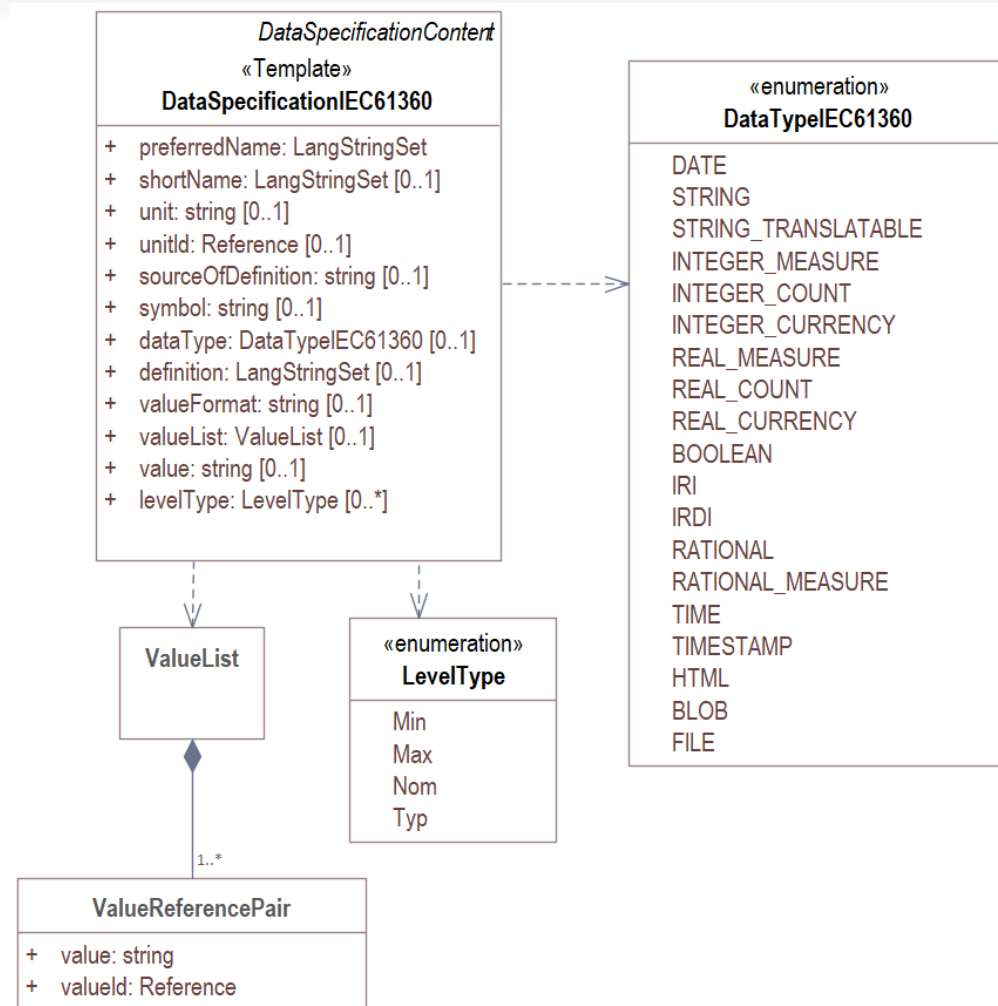 DataSpecificationContent
«Template»
DataSpecificationIEC61360
+ preferredName: LangStringSet
+ shortName: LangStringSet [0..1]
+ unit: string [0..1]
+ unitId: Reference [0..1]
+ sourceOfDefinition: string [0..1]
+ symbol: string [0..1]
+ dataType: DataTypeIEC61360 [0..1]
+ definition: LangStringSet [0..1]
+ valueFormat: string [0..1]
+ valueList: ValueList [0..1]
+ value: string [0..1]
+ levelType: LevelType [0..*]
«enumeration»
DataTypeIEC61360
DATE
STRING
STRING_TRANSLATABLE
INTEGER_MEASURE
INTEGER_COUNT
INTEGER_CURRENCY
REAL_MEASURE
REAL_COUNT
REAL_CURRENCY
BOOLEAN
IRI
IRDI
RATIONAL
RATIONAL_MEASURE
TIME
TIMESTAMP
HTML
BLOB
FILE
ValueList
«enumeration»
LevelType
Min
Max
Nom
Typ
1..*
ValueReferencePair
+ value: string
+ valueId: Reference